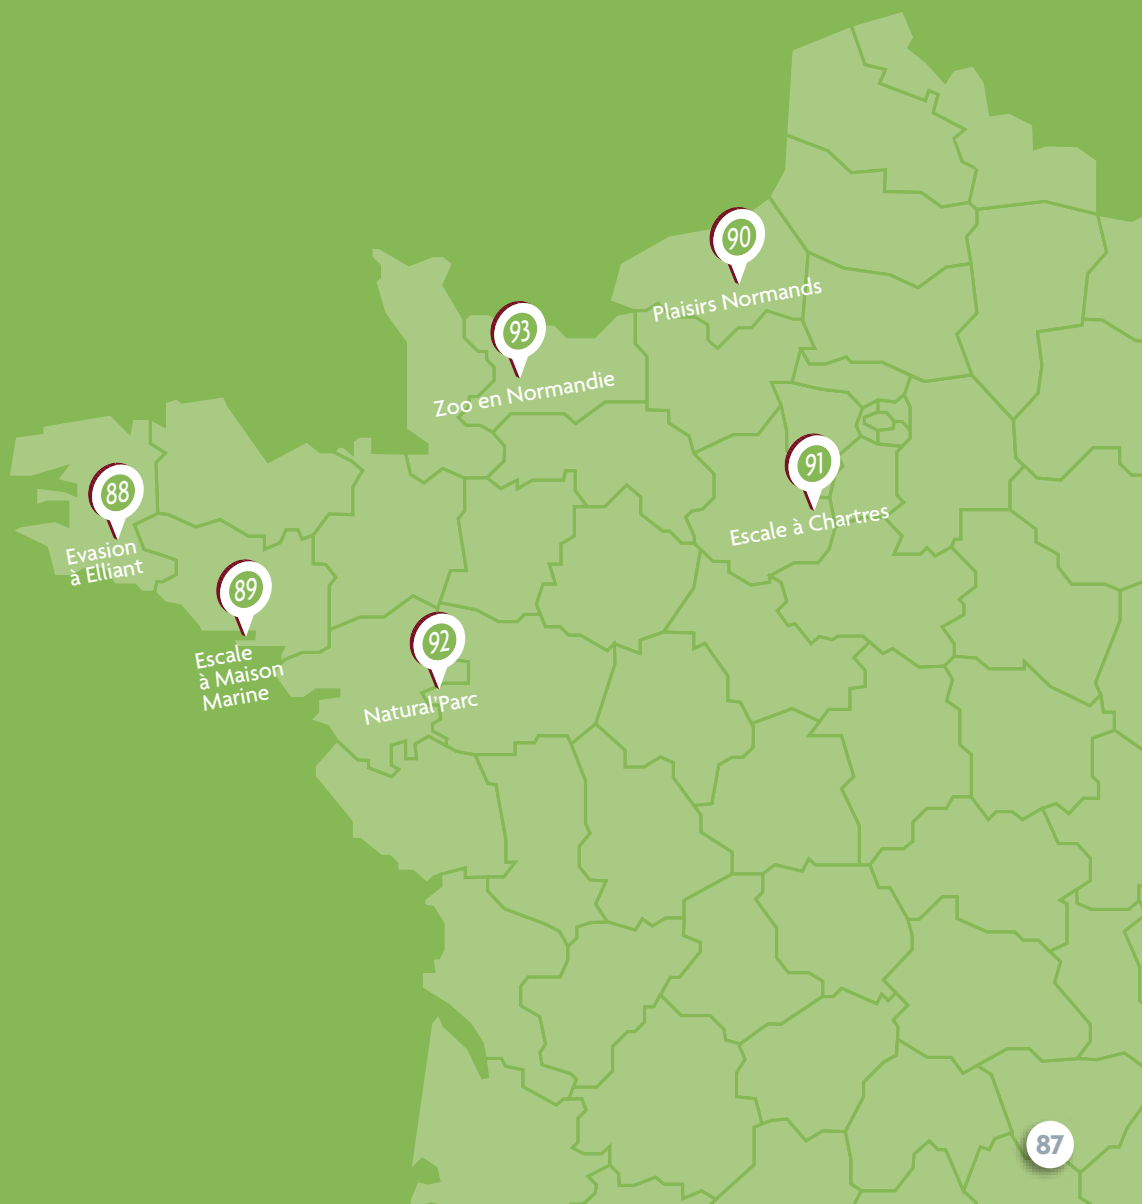 90
Plaisirs Normands
93
Zoo en Normandie
91
Escale à Chartres
88
Evasion
à Elliant
89
Escale
à Maison
Marine
92
Natural'Parc
87